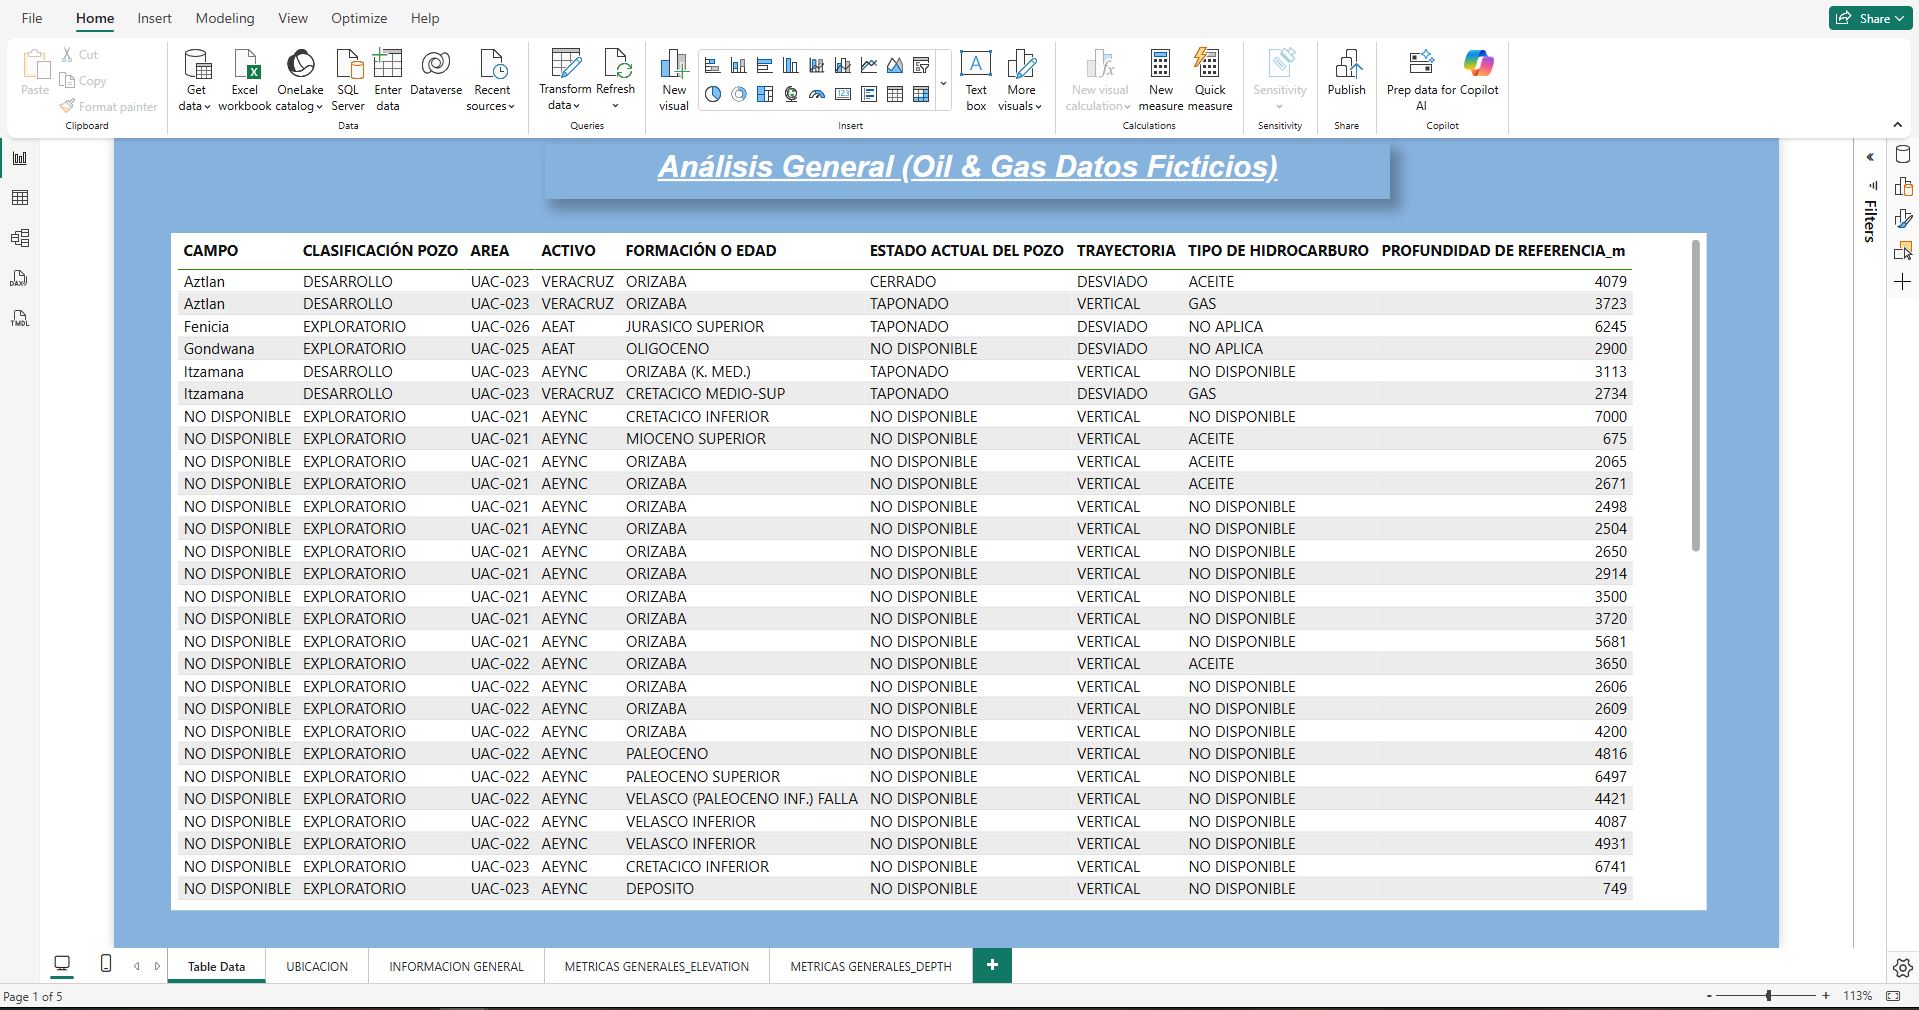 File Home Insert Modeling View Optimize Help Share
Paste Cut Copy Format painter Clipboard
Get data Excel workbook OneLake catalog SQL Server Enter data Dataverse Recent sources Data
Transform data Refresh Queries
New visual Text box More visuals Insert
New visual calculation New measure Quick measure Calculations
Sensitivity Sensitivity
Publish Share
Prep data for AI Copilot Copilot
Análisis General (Oil & Gas Datos Ficticios)
Filters
CAMPO CLASIFICACIÓN POZO AREA ACTIVO FORMACIÓN O EDAD ESTADO ACTUAL DEL POZO TRAYECTORIA TIPO DE HIDROCARBURO PROFUNDIDAD DE REFERENCIA_m
Aztlan DESARROLLO UAC-023 VERACRUZ ORIZABA CERRADO DESVIADO ACEITE 4079
Aztlan DESARROLLO UAC-023 VERACRUZ ORIZABA TAPONADO VERTICAL GAS 3723
Fenicia EXPLORATORIO UAC-026 AEAT JURASICO SUPERIOR TAPONADO DESVIADO NO APLICA 6245
Gondwana EXPLORATORIO UAC-025 AEAT OLIGOCENO NO DISPONIBLE DESVIADO NO APLICA 2900
Itzamana DESARROLLO UAC-023 AEYNC ORIZABA (K. MED.) TAPONADO VERTICAL NO DISPONIBLE 3113
Itzamana DESARROLLO UAC-023 VERACRUZ CRETACICO MEDIO-SUP TAPONADO DESVIADO GAS 2734
NO DISPONIBLE EXPLORATORIO UAC-021 AEYNC CRETACICO INFERIOR NO DISPONIBLE VERTICAL NO DISPONIBLE 7000
NO DISPONIBLE EXPLORATORIO UAC-021 AEYNC MIOCENO SUPERIOR NO DISPONIBLE VERTICAL ACEITE 675
NO DISPONIBLE EXPLORATORIO UAC-021 AEYNC ORIZABA NO DISPONIBLE VERTICAL ACEITE 2065
NO DISPONIBLE EXPLORATORIO UAC-021 AEYNC ORIZABA NO DISPONIBLE VERTICAL ACEITE 2671
NO DISPONIBLE EXPLORATORIO UAC-021 AEYNC ORIZABA NO DISPONIBLE VERTICAL NO DISPONIBLE 2498
NO DISPONIBLE EXPLORATORIO UAC-021 AEYNC ORIZABA NO DISPONIBLE VERTICAL NO DISPONIBLE 2504
NO DISPONIBLE EXPLORATORIO UAC-021 AEYNC ORIZABA NO DISPONIBLE VERTICAL NO DISPONIBLE 2650
NO DISPONIBLE EXPLORATORIO UAC-021 AEYNC ORIZABA NO DISPONIBLE VERTICAL NO DISPONIBLE 2914
NO DISPONIBLE EXPLORATORIO UAC-021 AEYNC ORIZABA NO DISPONIBLE VERTICAL NO DISPONIBLE 3500
NO DISPONIBLE EXPLORATORIO UAC-021 AEYNC ORIZABA NO DISPONIBLE VERTICAL NO DISPONIBLE 3720
NO DISPONIBLE EXPLORATORIO UAC-021 AEYNC ORIZABA NO DISPONIBLE VERTICAL NO DISPONIBLE 5681
NO DISPONIBLE EXPLORATORIO UAC-022 AEYNC ORIZABA NO DISPONIBLE VERTICAL ACEITE 3650
NO DISPONIBLE EXPLORATORIO UAC-022 AEYNC ORIZABA NO DISPONIBLE VERTICAL NO DISPONIBLE 2606
NO DISPONIBLE EXPLORATORIO UAC-022 AEYNC ORIZABA NO DISPONIBLE VERTICAL NO DISPONIBLE 2609
NO DISPONIBLE EXPLORATORIO UAC-022 AEYNC ORIZABA NO DISPONIBLE VERTICAL NO DISPONIBLE 4200
NO DISPONIBLE EXPLORATORIO UAC-022 AEYNC PALEOCENO NO DISPONIBLE VERTICAL NO DISPONIBLE 4816
NO DISPONIBLE EXPLORATORIO UAC-022 AEYNC PALEOCENO SUPERIOR NO DISPONIBLE VERTICAL NO DISPONIBLE 6497
NO DISPONIBLE EXPLORATORIO UAC-022 AEYNC VELASCO (PALEOCENO INF.) FALLA NO DISPONIBLE VERTICAL NO DISPONIBLE 4421
NO DISPONIBLE EXPLORATORIO UAC-022 AEYNC VELASCO INFERIOR NO DISPONIBLE VERTICAL NO DISPONIBLE 4087
NO DISPONIBLE EXPLORATORIO UAC-022 AEYNC VELASCO INFERIOR NO DISPONIBLE VERTICAL NO DISPONIBLE 4931
NO DISPONIBLE EXPLORATORIO UAC-023 AEYNC CRETACICO INFERIOR NO DISPONIBLE VERTICAL NO DISPONIBLE 6741
NO DISPONIBLE EXPLORATORIO UAC-023 AEYNC DEPOSITO NO DISPONIBLE VERTICAL NO DISPONIBLE 749
DAX
TMDL
Table Data UBICACION INFORMACION GENERAL METRICAS GENERALES_ELEVATION METRICAS GENERALES_DEPTH +
Page 1 of 5 - + 113%